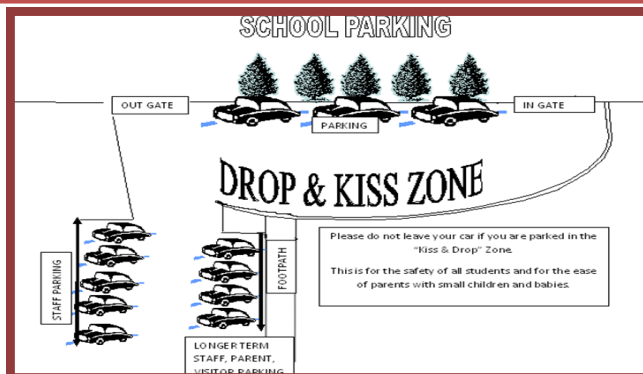 SCHOOL PARKING
OUT GATE
IN GATE
PARKING
DROP & KISS ZONE
Please do not leave your car if you are parked in the
"Kiss & Drop" Zone.
This is for the safety of all students and for the ease
of parents with small children and babies.
STAFF PARKING
FOOTPATH
LONGER TERM
STAFF, PARENT,
VISITOR PARKING